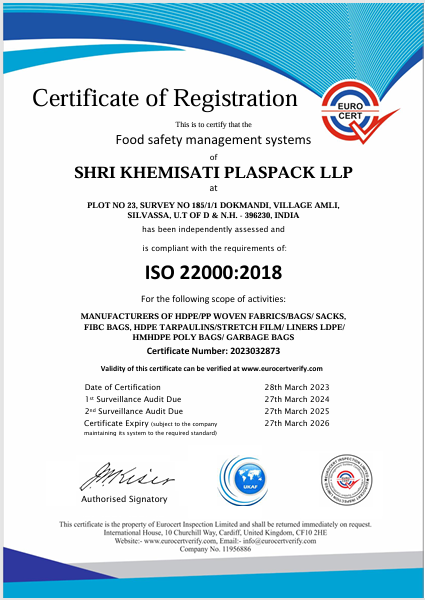 EURO
CERT
Certificate of Registration
This is to certify that the
Food safety management systems
of
SHRI KHEMISATI PLASPACK LLP
at
PLOT NO 23, SURVEY NO 185/1/1 DOKMANDI, VILLAGE AMLI,
SILVASSA, U.T OF D & N.H. - 396230, INDIA
has been independently assessed and
is compliant with the requirements of:
ISO 22000:2018
For the following scope of activities:
MANUFACTURERS OF HDPE/PP WOVEN FABRICS/BAGS/ SACKS,
FIBC BAGS, HDPE TARPAULINS/STRETCH FILM/ LINERS LDPE/
HMHDPE POLY BAGS/ GARBAGE BAGS
Certificate Number: 2023032873
Validity of this certificate can be verified at www.eurocertverify.com
Date of Certification 28th March 2023
1st Surveillance Audit Due 27th March 2024
2nd Surveillance Audit Due 27th March 2025
Certificate Expiry (subject to the company 27th March 2026
maintaining its system to the required standard)
UKAF
Authorised Signatory
This certificate is the property of Eurocert Inspection Limited and shall be returned immediately on request.
International House, 10 Churchill Way, Cardiff, United Kingdom, CF10 2HE
Website:- www.eurocertverify.com, Email:- info@eurocertverify.com
Company No. 11956886